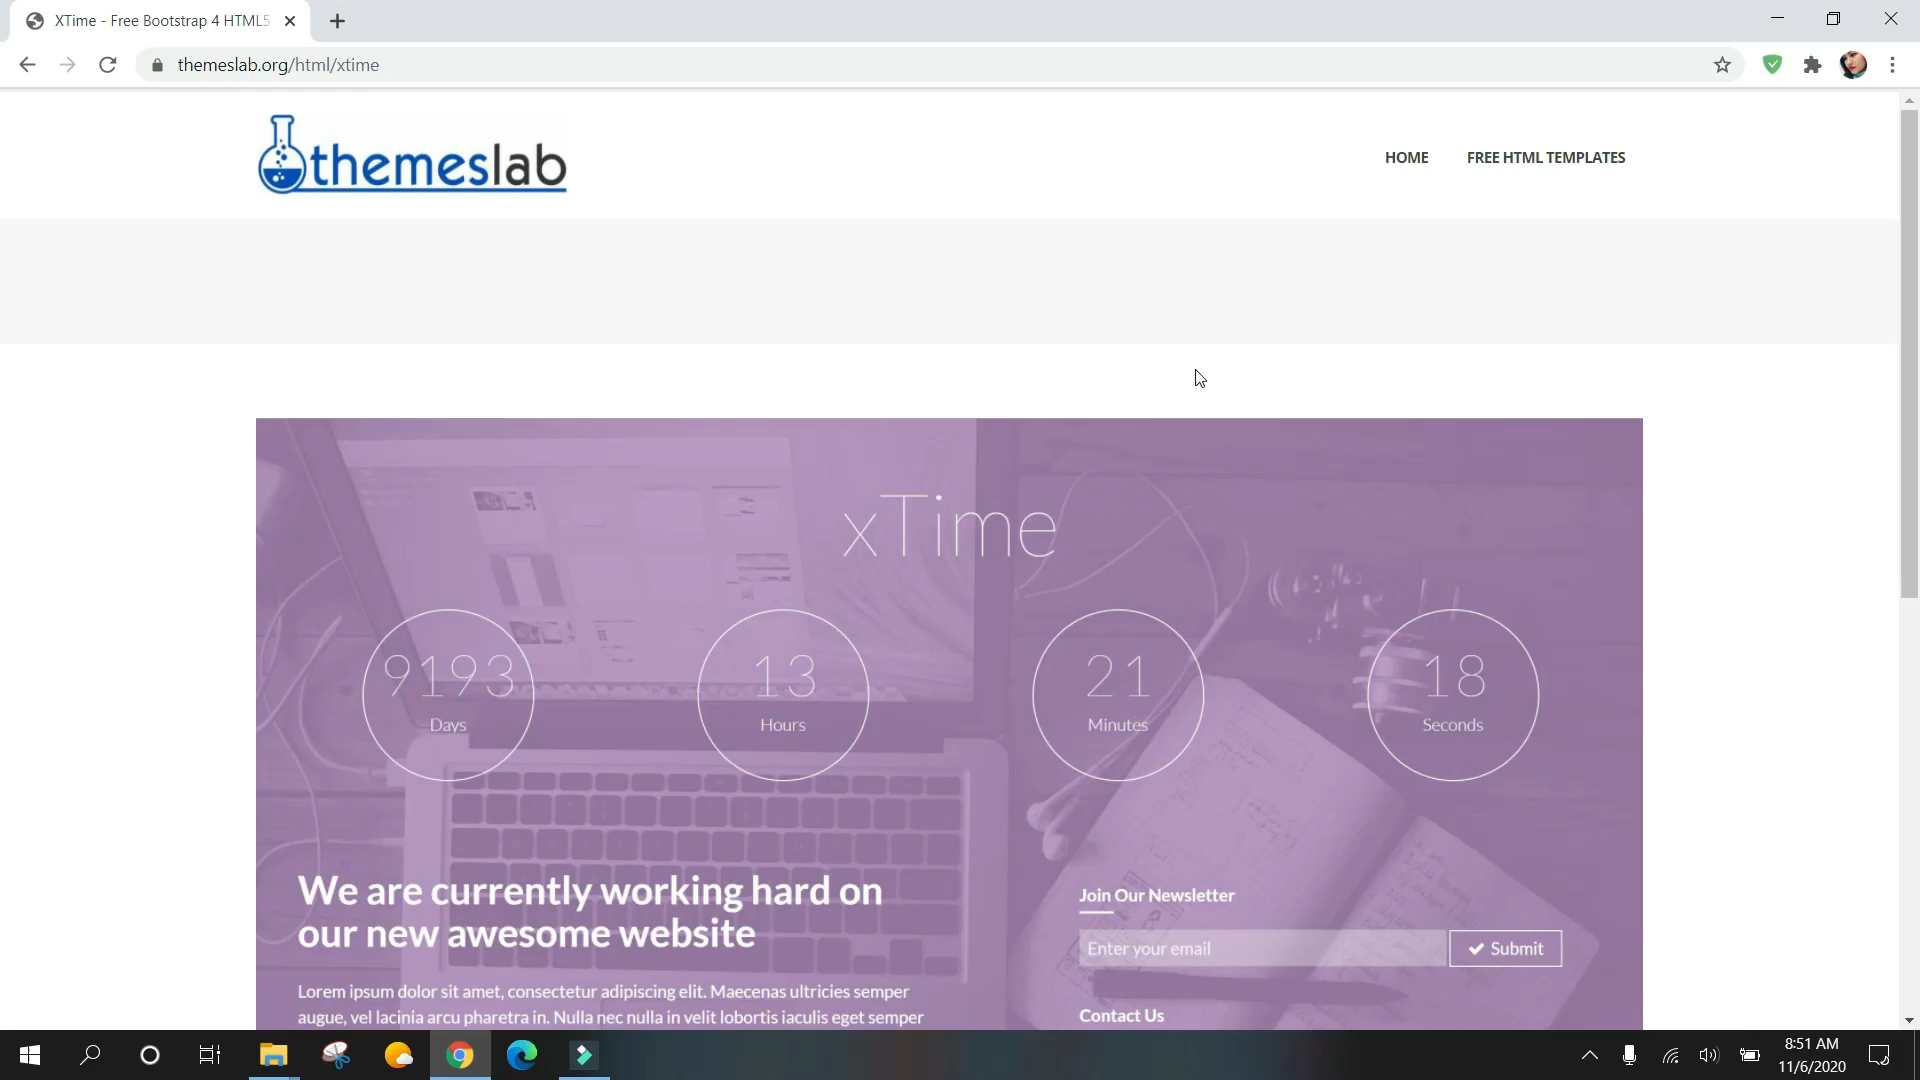 XTime - Free Bootstrap 4 HTML5
themeslab.org/html/xtime
themeslab
HOME
FREE HTML TEMPLATES
xTime
9193
Days
13
Hours
21
Minutes
18
Seconds
We are currently working hard on
our new awesome website
Lorem ipsum dolor sit amet, consectetur adipiscing elit. Maecenas ultricies semper
augue, vel lacinia arcu pharetra in. Nulla nec nulla in velit lobortis iaculis eget semper
Join Our Newsletter
Enter your email
Submit
Contact Us
8:51 AM
11/6/2020